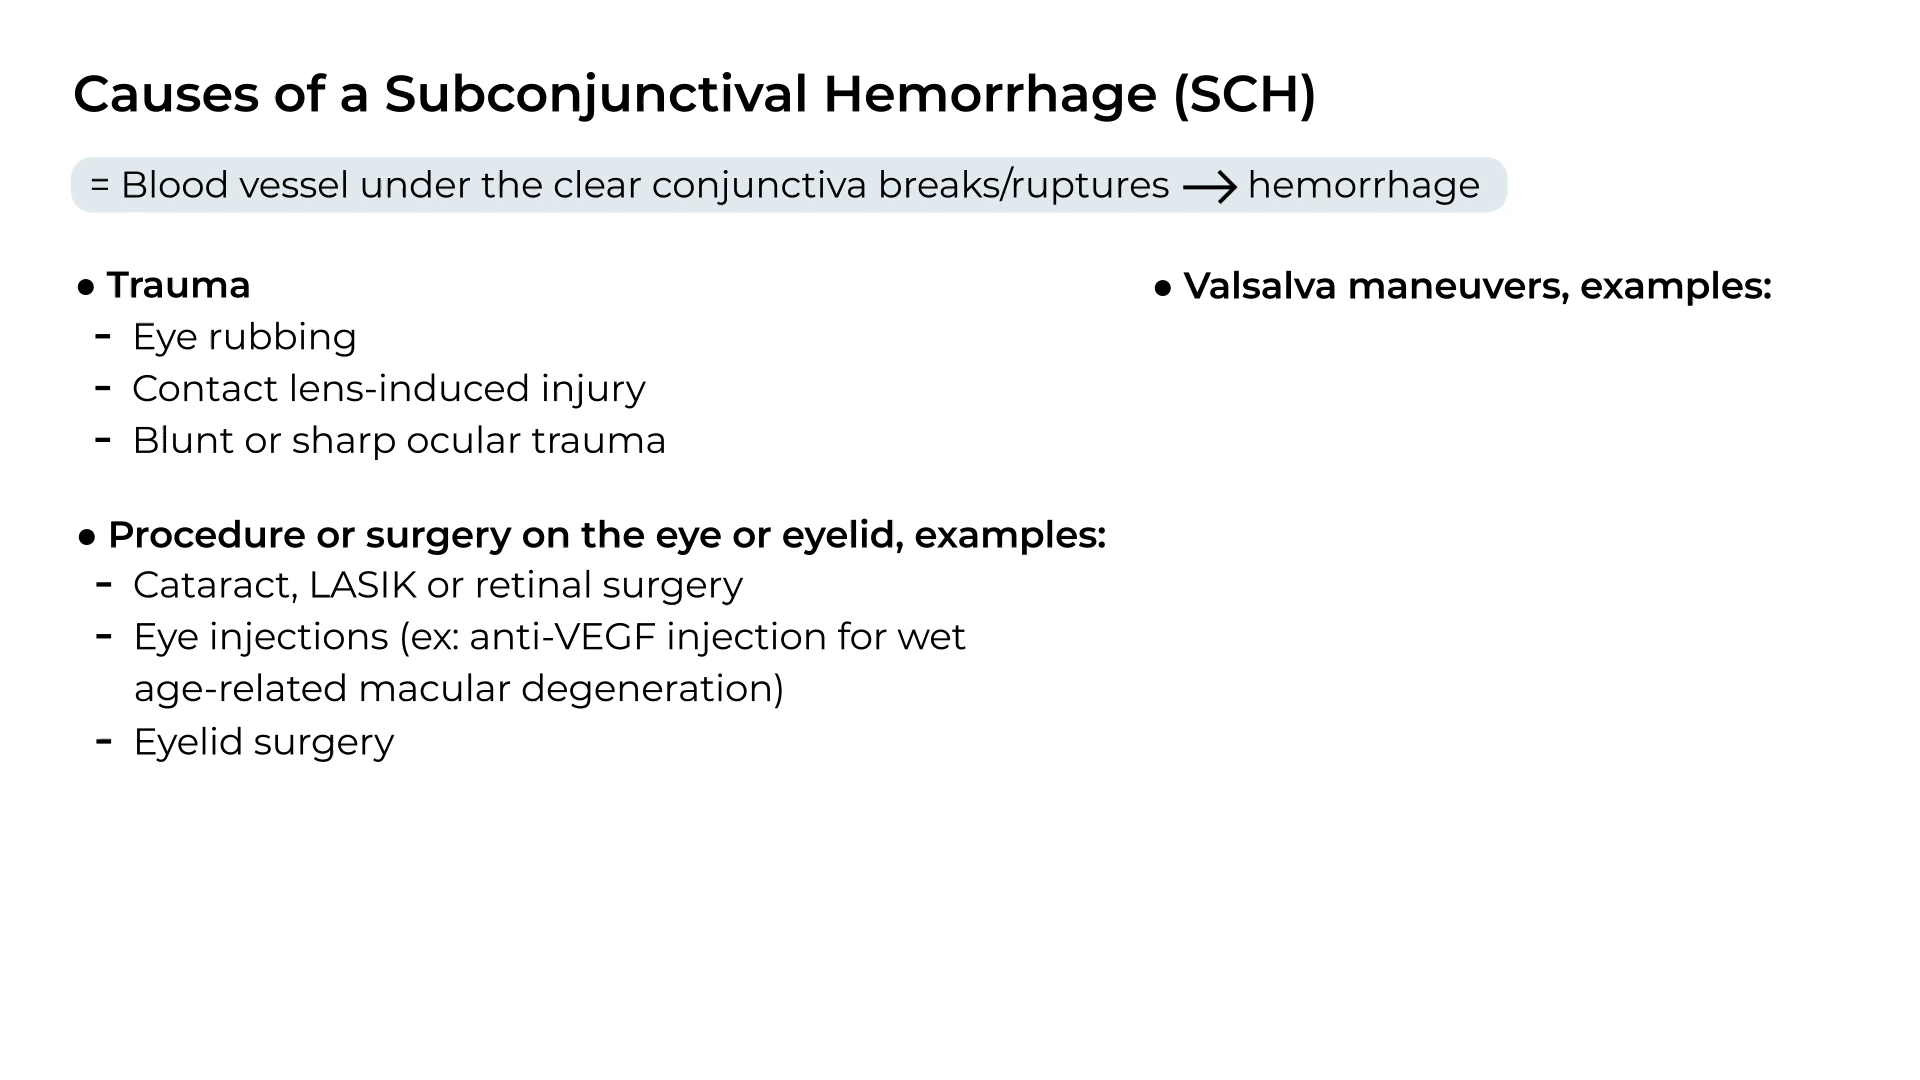 Causes of a Subconjunctival Hemorrhage (SCH)
= Blood vessel under the clear conjunctiva breaks/ruptures → hemorrhage
● Trauma
- Eye rubbing
- Contact lens-induced injury
- Blunt or sharp ocular trauma
● Procedure or surgery on the eye or eyelid, examples:
- Cataract, LASIK or retinal surgery
- Eye injections (ex: anti-VEGF injection for wet
age-related macular degeneration)
- Eyelid surgery
● Valsalva maneuvers, examples: